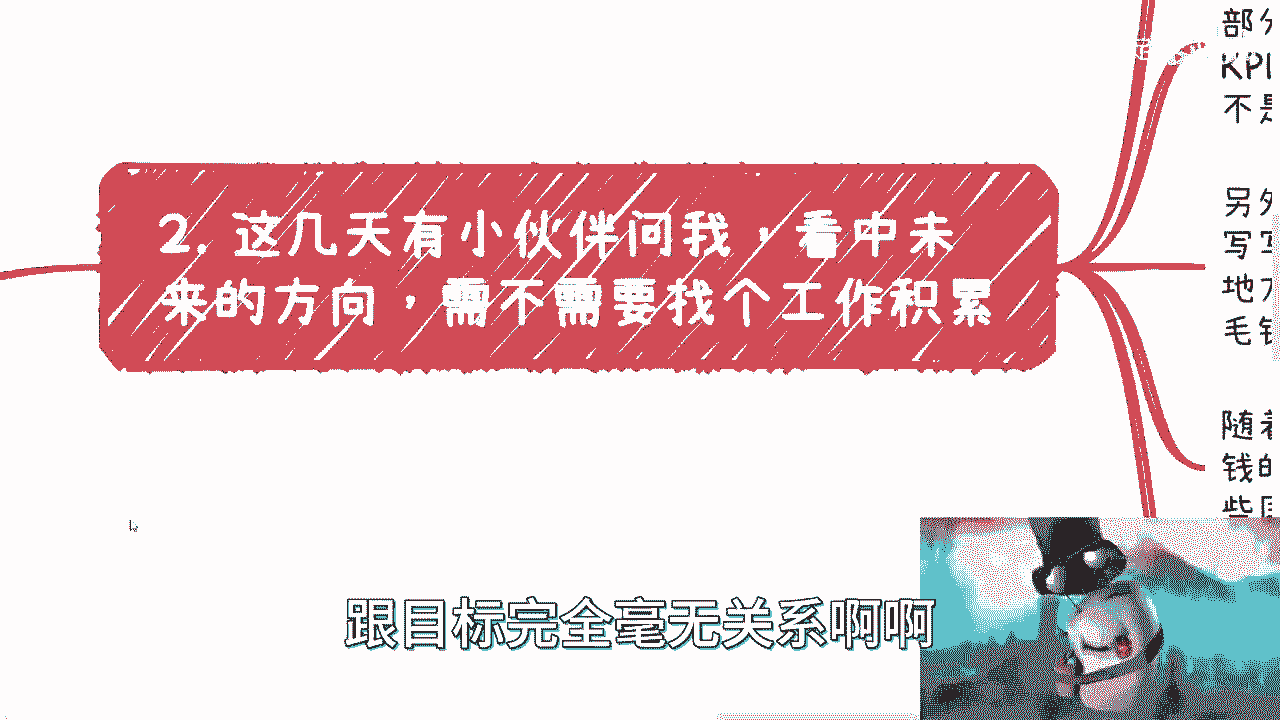 2. 这几天有小伙伴问我，看中未
来的方向，需不需要找个工作积累
部分
KPI
不是
另外
写写
地方
毛钱
随着
钱的
些
跟目标完全毫无关系啊啊